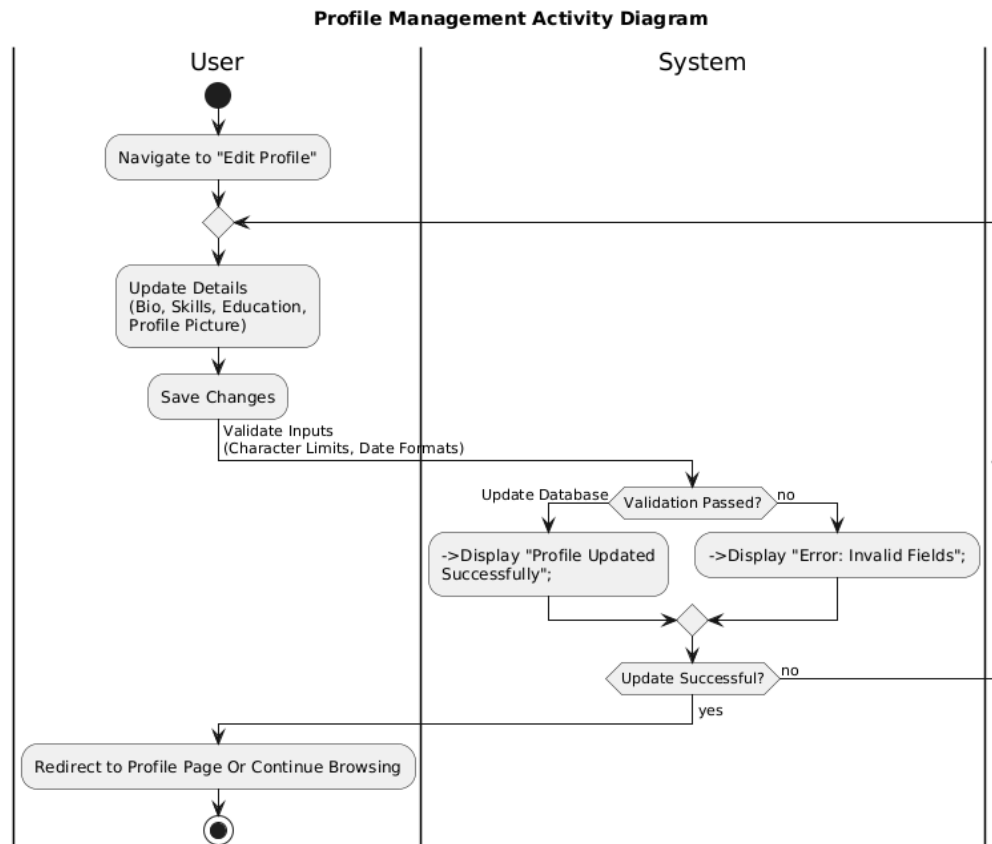 Profile Management Activity Diagram
User
System
Navigate to "Edit Profile"
Update Details
(Bio, Skills, Education,
Profile Picture)
Save Changes
Validate Inputs
(Character Limits, Date Formats)
Update Database
Validation Passed?
no
->Display "Profile Updated
Successfully";
->Display "Error: Invalid Fields";
Update Successful?
no
yes
Redirect to Profile Page Or Continue Browsing